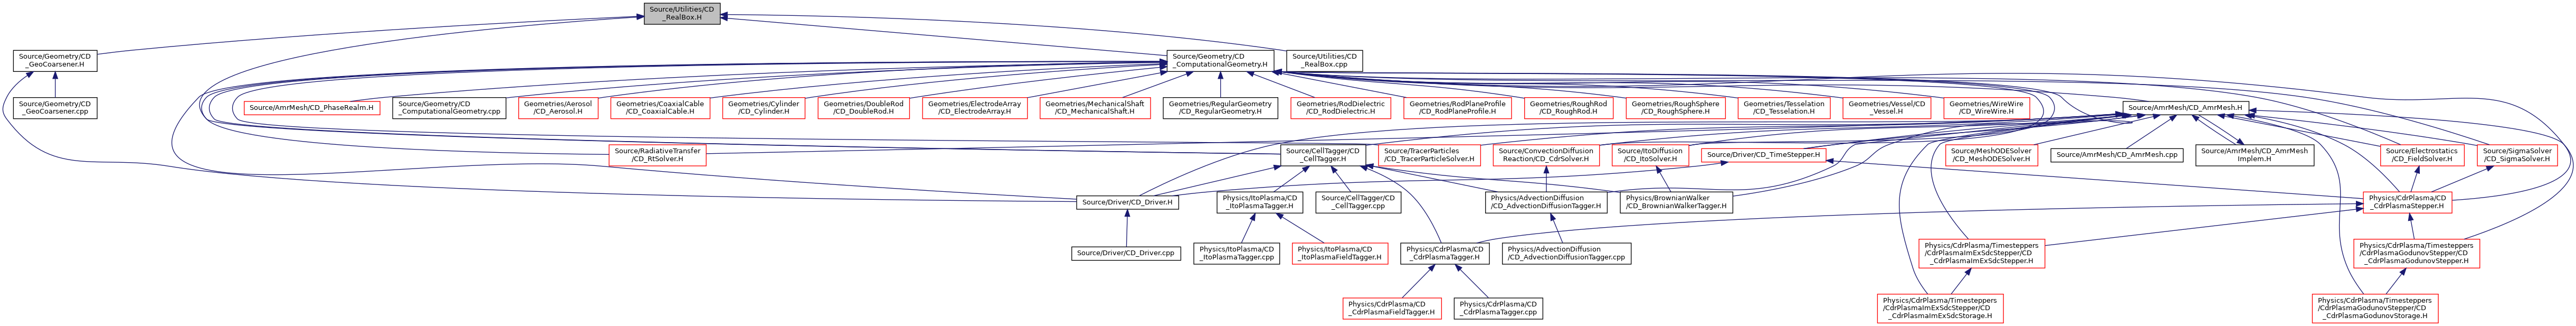 Source/Utilities/CD
_RealBox.H
Source/Geometry/CD
_GeoCoarsener.H
Source/Geometry/CD
_ComputationalGeometry.H
Source/Utilities/CD
_RealBox.cpp
Source/Geometry/CD
_GeoCoarsener.cpp
Source/AmrMesh/CD_PhaseRealm.H
Source/Geometry/CD
_ComputationalGeometry.cpp
Geometries/Aerosol
/CD_Aerosol.H
Geometries/CoaxialCable
/CD_CoaxialCable.H
Geometries/Cylinder
/CD_Cylinder.H
Geometries/DoubleRod
/CD_DoubleRod.H
Geometries/ElectrodeArray
/CD_ElectrodeArray.H
Geometries/MechanicalShaft
/CD_MechanicalShaft.H
Geometries/RegularGeometry
/CD_RegularGeometry.H
Geometries/RodDielectric
/CD_RodDielectric.H
Geometries/RodPlaneProfile
/CD_RodPlaneProfile.H
Geometries/RoughRod
/CD_RoughRod.H
Geometries/RoughSphere
/CD_RoughSphere.H
Geometries/Tesselation
/CD_Tesselation.H
Geometries/Vessel/CD
_Vessel.H
Geometries/WireWire
/CD_WireWire.H
Source/AmrMesh/CD_AmrMesh.H
Source/RadiativeTransfer
/CD_RtSolver.H
Source/CellTagger/CD
_CellTagger.H
Source/TracerParticles
/CD_TracerParticleSolver.H
Source/ConvectionDiffusion
Reaction/CD_CdrSolver.H
Source/ItoDiffusion
/CD_ItoSolver.H
Source/Driver/CD_TimeStepper.H
Source/MeshODESolver
/CD_MeshODESolver.H
Source/AmrMesh/CD_AmrMesh.cpp
Source/AmrMesh/CD_AmrMesh
Implem.H
Source/Electrostatics
/CD_FieldSolver.H
Source/SigmaSolver
/CD_SigmaSolver.H
Source/Driver/CD_Driver.H
Physics/ItoPlasma/CD
_ItoPlasmaTagger.H
Source/CellTagger/CD
_CellTagger.cpp
Physics/AdvectionDiffusion
/CD_AdvectionDiffusionTagger.H
Physics/BrownianWalker
/CD_BrownianWalkerTagger.H
Physics/CdrPlasma/CD
_CdrPlasmaStepper.H
Source/Driver/CD_Driver.cpp
Physics/ItoPlasma/CD
_ItoPlasmaTagger.cpp
Physics/ItoPlasma/CD
_ItoPlasmaFieldTagger.H
Physics/CdrPlasma/CD
_CdrPlasmaTagger.H
Physics/AdvectionDiffusion
/CD_AdvectionDiffusionTagger.cpp
Physics/CdrPlasma/Timesteppers
/CdrPlasmaImExSdcStepper/CD
_CdrPlasmaImExSdcStepper.H
Physics/CdrPlasma/Timesteppers
/CdrPlasmaGodunovStepper/CD
_CdrPlasmaGodunovStepper.H
Physics/CdrPlasma/CD
_CdrPlasmaFieldTagger.H
Physics/CdrPlasma/CD
_CdrPlasmaTagger.cpp
Physics/CdrPlasma/Timesteppers
/CdrPlasmaImExSdcStepper/CD
_CdrPlasmaImExSdcStorage.H
Physics/CdrPlasma/Timesteppers
/CdrPlasmaGodunovStepper/CD
_CdrPlasmaGodunovStorage.H